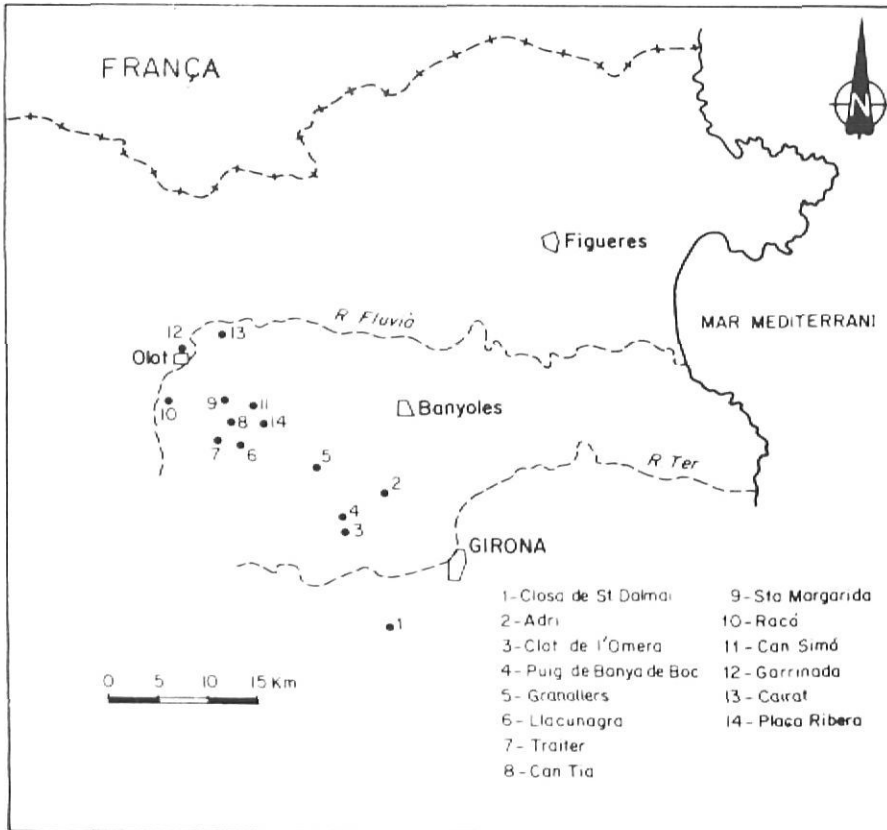 FRANÇA
N
Figueres
R Fluvià
MAR MEDITERRANI
12
13
Olot
9
11
10
Banyoles
8
14
7
6
5
R Ter
2
4
3
GIRONA
1
1-Closa de St Dalmai
2-Adri
3-Clot de l'Omera
4-Puig de Banya de Boc
5-Granollers
6-Llacunagra
7-Traiter
8-Can Tia
9-Sta Margarida
10-Racó
11-Can Simó
12-Garrinada
13-Cairat
14-Plaça Ribera
0 5 10 15 Km